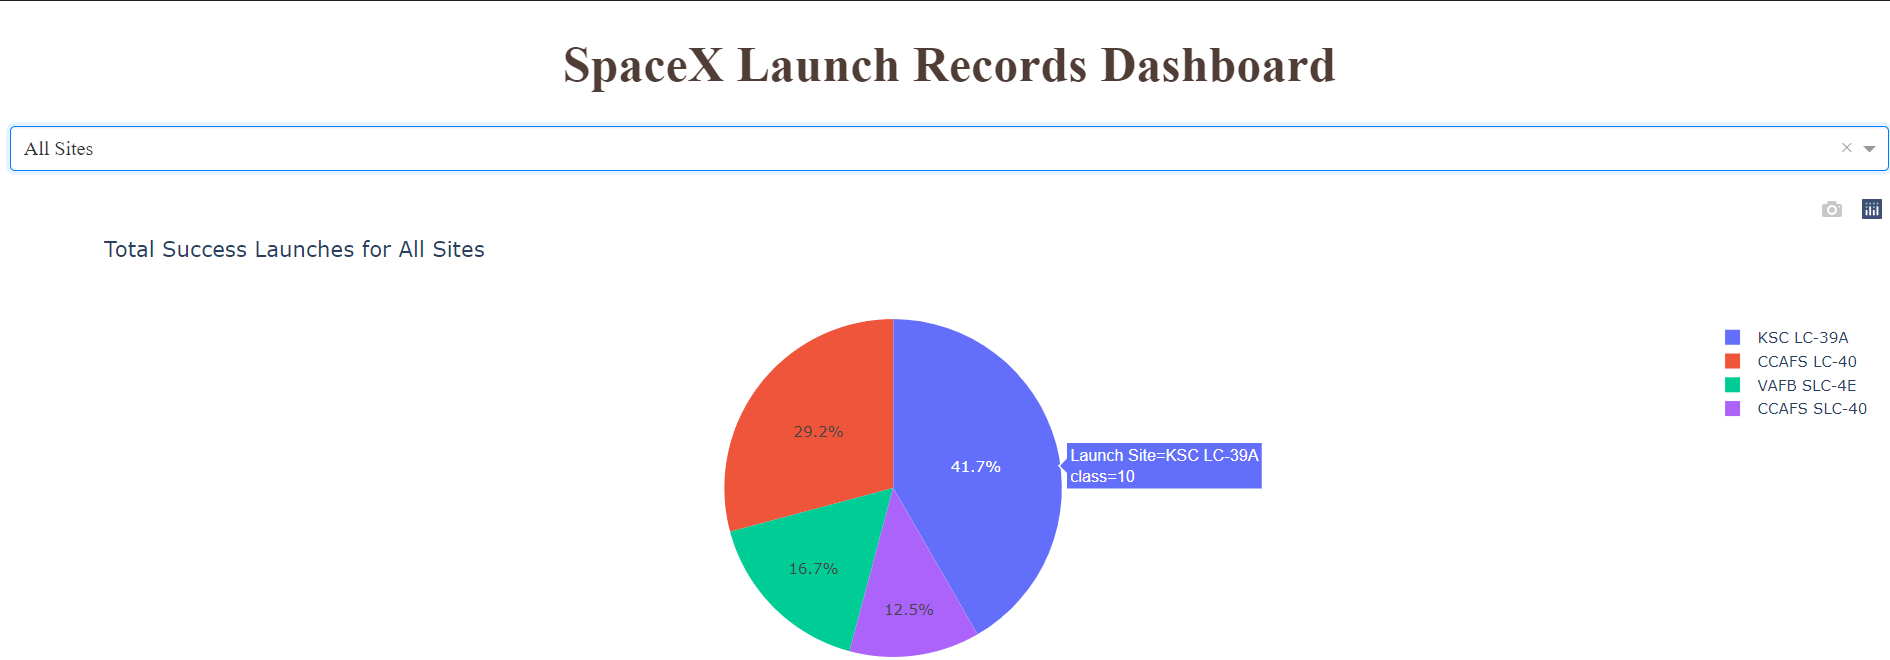 SpaceX Launch Records Dashboard
All Sites
Total Success Launches for All Sites
KSC LC-39A
CCAFS LC-40
VAFB SLC-4E
CCAFS SLC-40
29.2%
41.7%
Launch Site=KSC LC-39A
class=10
16.7%
12.5%